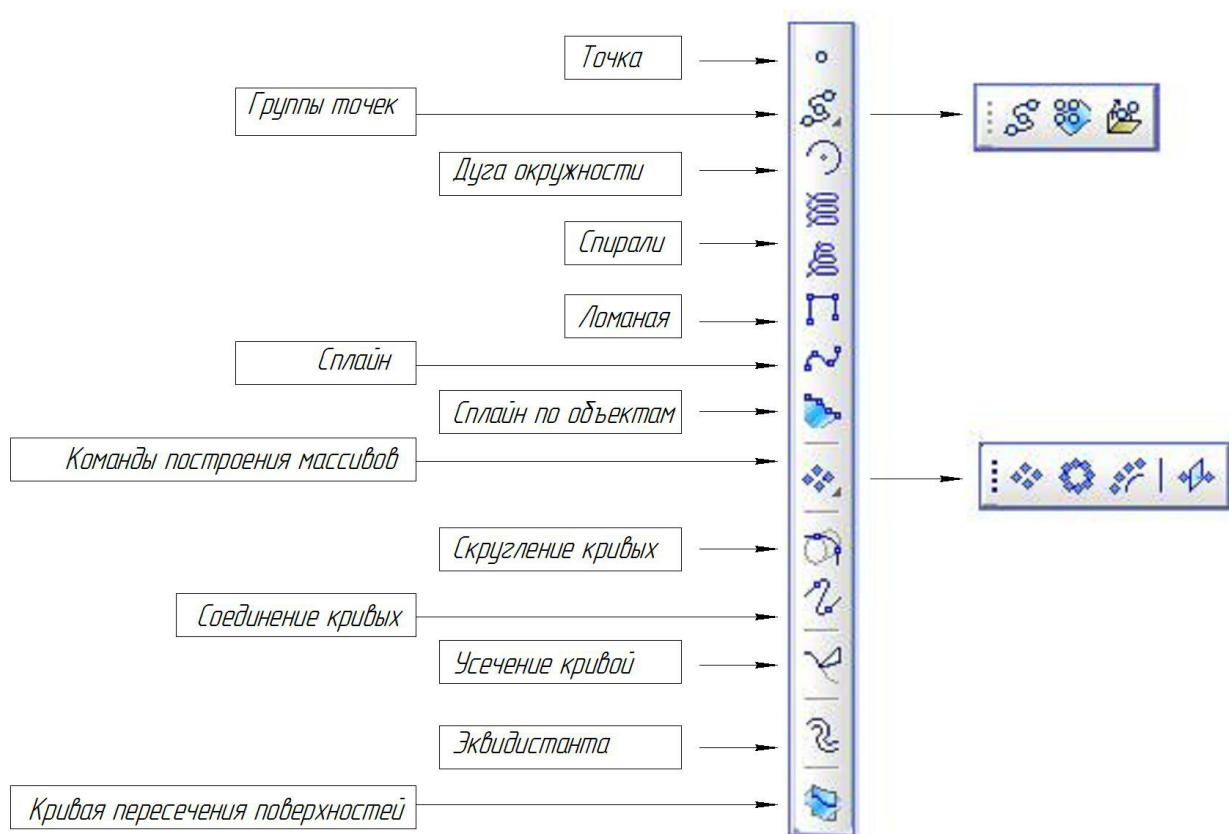 Точка
Группы точек
Дуга окружности
Спирали
Ломаная
Сплайн
Сплайн по объектам
Команды построения массивов
Скругление кривых
Соединение кривых
Усечение кривой
Эквидистанта
Кривая пересечения поверхностей